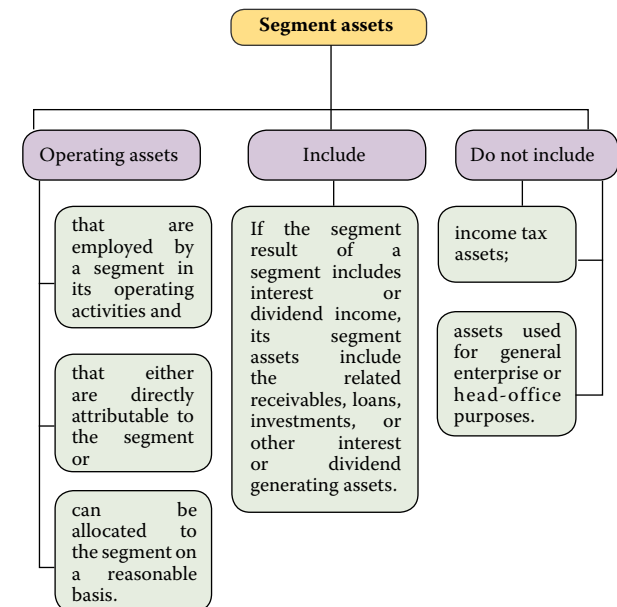 Segment assets
Operating assets
that are
employed by
a segment in
its operating
activities and
that either
are directly
attributable to
the segment
or
can be
allocated to
the segment on
a reasonable
basis.
Include
If the segment
result of a
segment includes
interest or
dividend income,
its segment
assets include
the related
receivables, loans,
investments, or
other interest
or dividend
generating assets.
Do not include
income tax
assets;
assets used
for general
enterprise or
head-office
purposes.